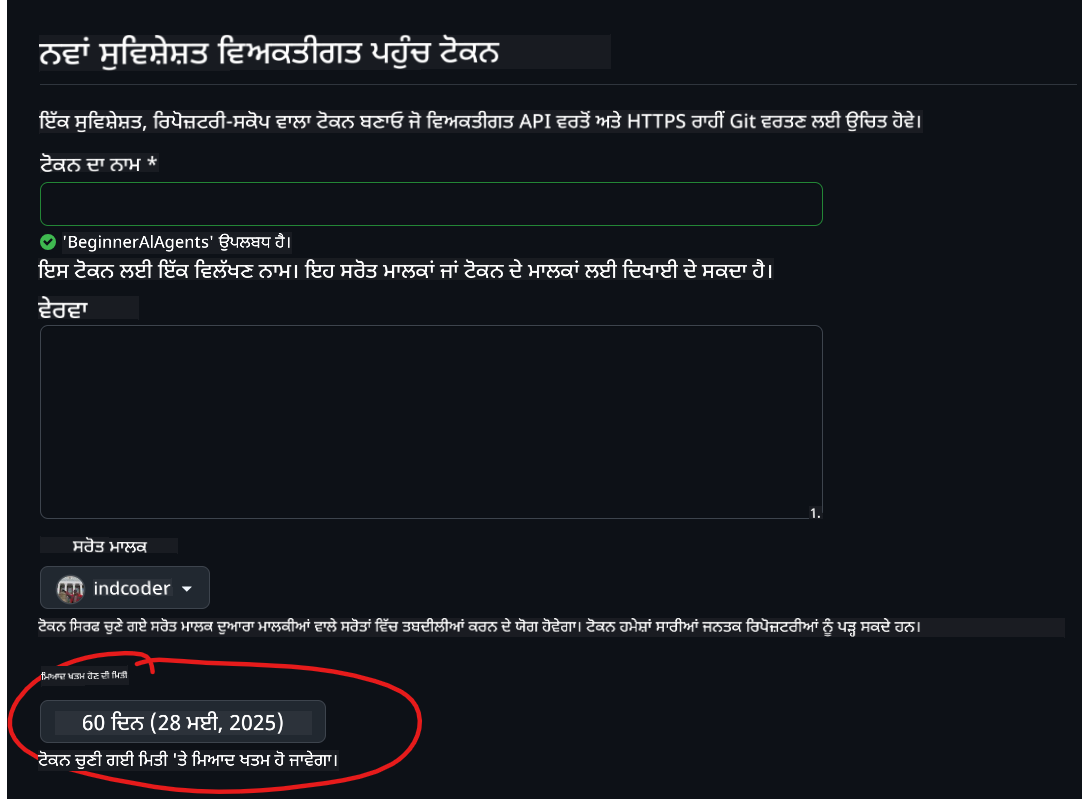 ਨਵਾਂ ਸੁਵਿਸ਼ੇਸ਼ਤ ਵਿਅਕਤੀਗਤ ਪਹੁੰਚ ਟੋਕਨ
ਇੱਕ ਸੁਵਿਸ਼ੇਸ਼ਤ, ਰਿਪੋਜ਼ਟਰੀ-ਸਕੋਪ ਵਾਲਾ ਟੋਕਨ ਬਣਾਓ ਜੋ ਵਿਅਕਤੀਗਤ API ਵਰਤੋਂ ਅਤੇ HTTPS ਰਾਹੀਂ Git ਵਰਤਣ ਲਈ ਉਚਿਤ ਹੋਵੇ।
ਟੋਕਨ ਦਾ ਨਾਮ *
'BeginnerAIAgents' ਉਪਲਬਧ ਹੈ।
ਇਸ ਟੋਕਨ ਲਈ ਇੱਕ ਵਿਲੱਖਣ ਨਾਮ। ਇਹ ਸਰੋਤ ਮਾਲਕਾਂ ਜਾਂ ਟੋਕਨ ਦੇ ਮਾਲਕਾਂ ਲਈ ਦਿਖਾਈ ਦੇ ਸਕਦਾ ਹੈ।
ਵੇਰਵਾ
1.
ਸਰੋਤ ਮਾਲਕ
indcoder
ਟੋਕਨ ਸਿਰਫ ਚੁਣੇ ਗਏ ਸਰੋਤ ਮਾਲਕ ਦੁਆਰਾ ਮਾਲਕੀਆਂ ਵਾਲੇ ਸਰੋਤਾਂ ਵਿੱਚ ਤਬਦੀਲੀਆਂ ਕਰਨ ਦੇ ਯੋਗ ਹੋਵੇਗਾ। ਟੋਕਨ ਹਮੇਸ਼ਾਂ ਸਾਰੀਆਂ ਜਨਤਕ ਰਿਪੋਜ਼ਟਰੀਆਂ ਨੂੰ ਪੜ੍ਹ ਸਕਦੇ ਹਨ।
ਮਿਆਦ ਖਤਮ ਹੋਣ ਦੀ ਮਿਤੀ
60 ਦਿਨ (28 ਮਈ, 2025)
ਟੋਕਨ ਚੁਣੀ ਗਈ ਮਿਤੀ 'ਤੇ ਮਿਆਦ ਖਤਮ ਹੋ ਜਾਵੇਗਾ।